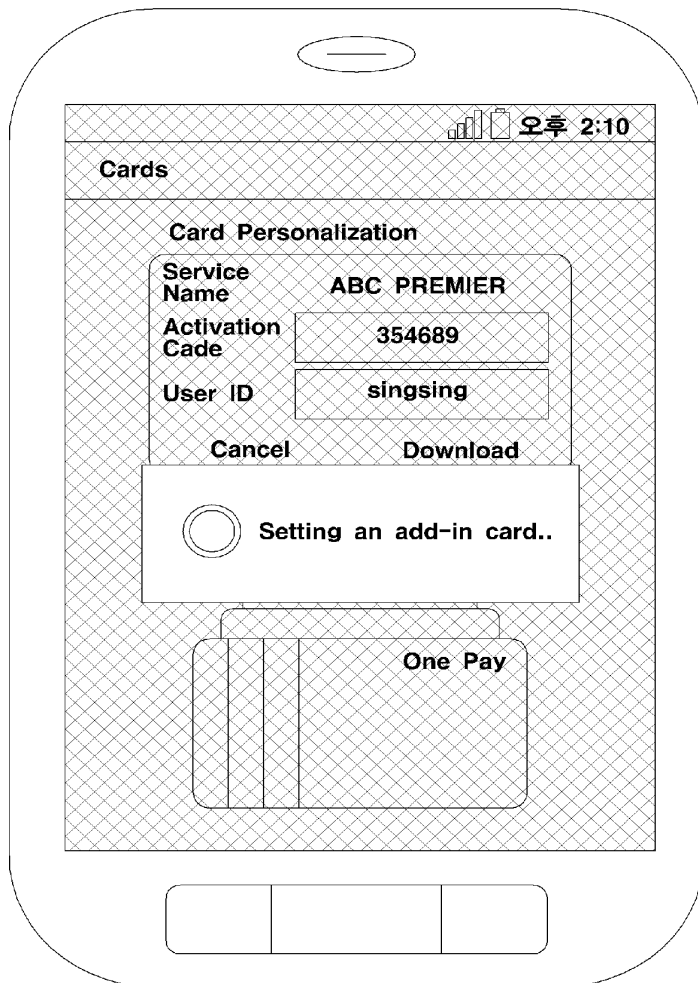 오후 2:10
Cards
Card Personalization
Service
Name
ABC PREMIER
Activation
Cade
354689
User ID
singsing
Cancel
Download
Setting an add-in card..
One Pay